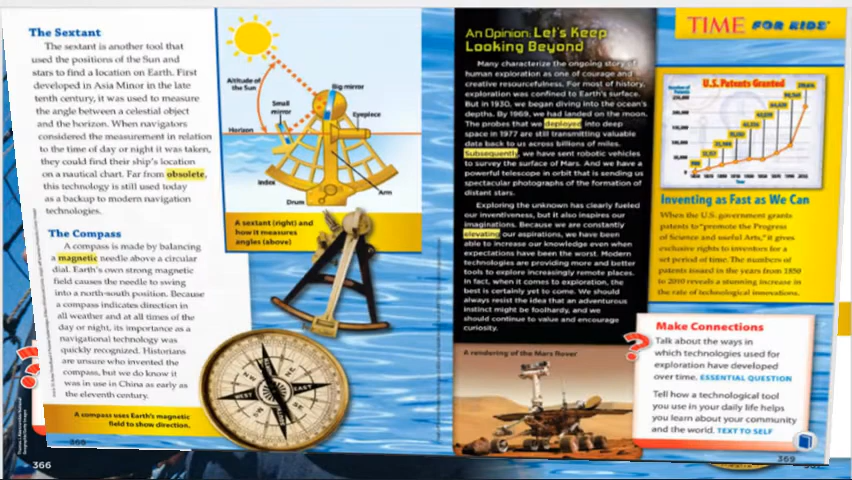 The Sextant
The sextant is another tool that
used the positions of the Sun and
stars to find a location on Earth. First
developed in Asia Minor in the late
tenth century, it was used to measure
the angle between a celestial object
and the horizon. When navigators
considered the measurement in relation
to the time of day or night it was taken,
they could find their ship's location
on a nautical chart. Far from obsolete,
this technology is still used today
as a backup to modern navigation
technologies.
The Compass
A compass is made by balancing
a magnetic needle above a circular
dial. Earth's own strong magnetic
field causes the needle to swing
into a north-south position. Because
a compass indicates direction in
all weather and at all times of the
day or night, its importance as a
navigational technology was
quickly recognized. Historians
are unsure who invented the
compass, but we do know it
was in use in China as early as
the eleventh century.
A compass uses Earth's magnetic
field to show direction.
368
366
Altitude of
the Sun
Big mirror
Small
mirror
Eyepiece
Horizon
Index
Drum
Arm
A sextant (right) and
how it measures
angles (above)
WEST
EAST
An Opinion: Let's Keep
Looking Beyond
Many characterize the ongoing story of
human exploration as one of courage and
creative resourcefulness. For most of history,
exploration was confined to Earth's surface.
But in 1930, we began diving into the ocean's
depths. By 1969, we had landed on the moon.
The probes that we deployed into deep
space in 1977 are still transmitting valuable
data back to us across billions of miles.
Subsequently, we have sent robotic vehicles
to survey the surface of Mars. And we have a
powerful telescope in orbit that is sending us
spectacular photographs of the formation of
distant stars.
Exploring the unknown has clearly fueled
our inventiveness, but it also inspires our
imaginations. Because we are constantly
elevating our aspirations, we have been
able to increase our knowledge even when
expectations have been the worst. Modern
technologies are providing more and better
tools to explore increasingly remote places.
In fact, when it comes to exploration, the
best is certainly yet to come. We should
always resist the idea that an adventurous
instinct might be foolhardy, and we
should continue to value and encourage
curiosity.
A rendering of the Mars Rover
TIME FOR KIDS
U.S. Patents Granted
Year
Inventing as Fast as We Can
When the U.S. government grants
patents to "promote the Progress
of Science and useful Arts," it gives
exclusive rights to inventors for a
set period of time. The numbers of
patents issued in the years from 1850
to 2010 reveals a stunning increase in
the rate of technological innovations.
Make Connections
Talk about the ways in
which technologies used for
exploration have developed
over time. ESSENTIAL QUESTION
Tell how a technological tool
you use in your daily life helps
you learn about your community
and the world. TEXT TO SELF
369